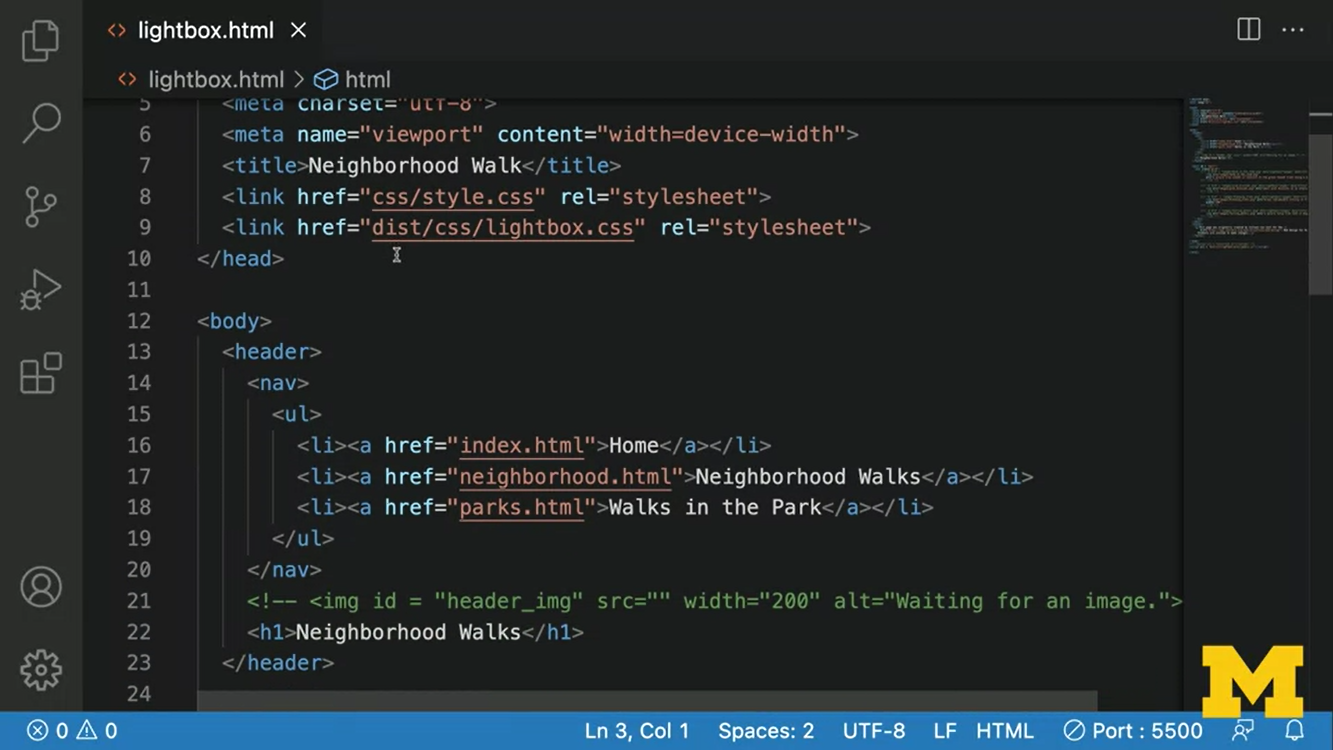 lightbox.html
lightbox.html > html
5 <meta charset="utf-8">
6 <meta name="viewport" content="width=device-width">
7 <title>Neighborhood Walk</title>
8 <link href="css/style.css" rel="stylesheet">
9 <link href="dist/css/lightbox.css" rel="stylesheet">
10 </head>
11
12 <body>
13 <header>
14 <nav>
15 <ul>
16 <li><a href="index.html">Home</a></li>
17 <li><a href="neighborhood.html">Neighborhood Walks</a></li>
18 <li><a href="parks.html">Walks in the Park</a></li>
19 </ul>
20 </nav>
21 <!-- <img id = "header_img" src="" width="200" alt="Waiting for an image.">
22 <h1>Neighborhood Walks</h1>
23 </header>
24
M
0 0 Ln 3, Col 1 Spaces: 2 UTF-8 LF HTML Port : 5500